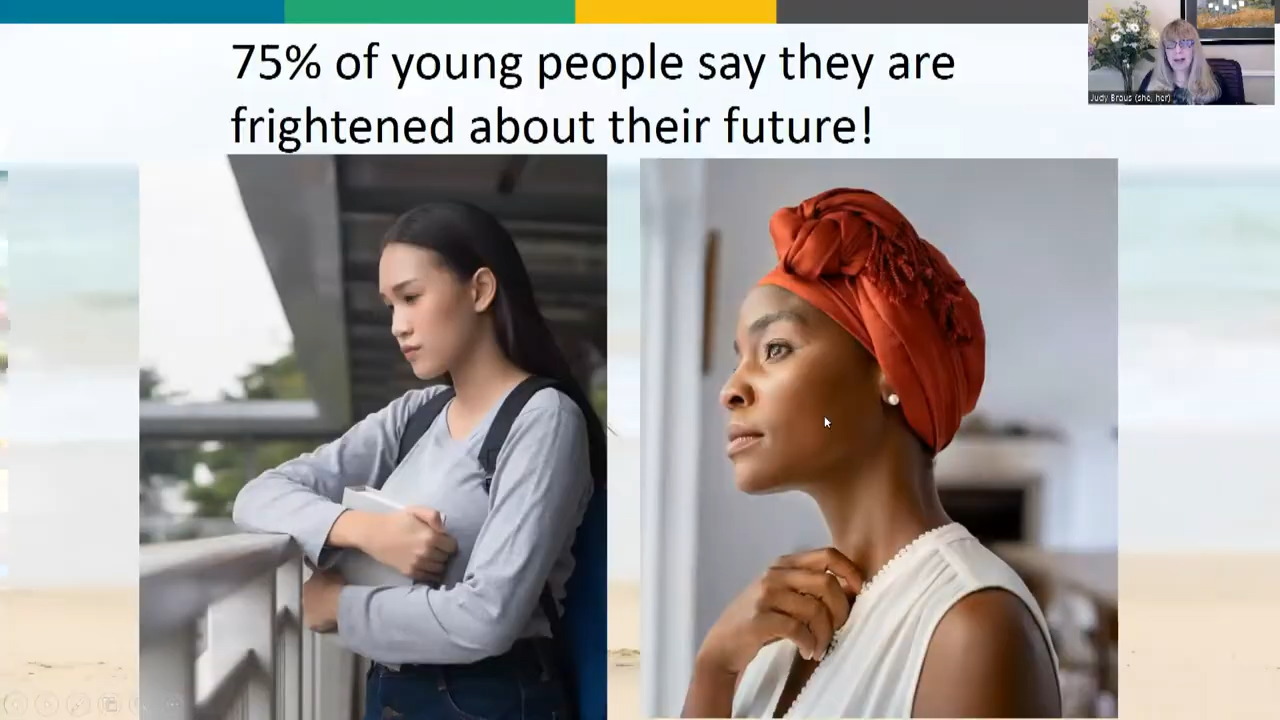 75% of young people say they are
frightened about their future!
Judy Braus (she, her)